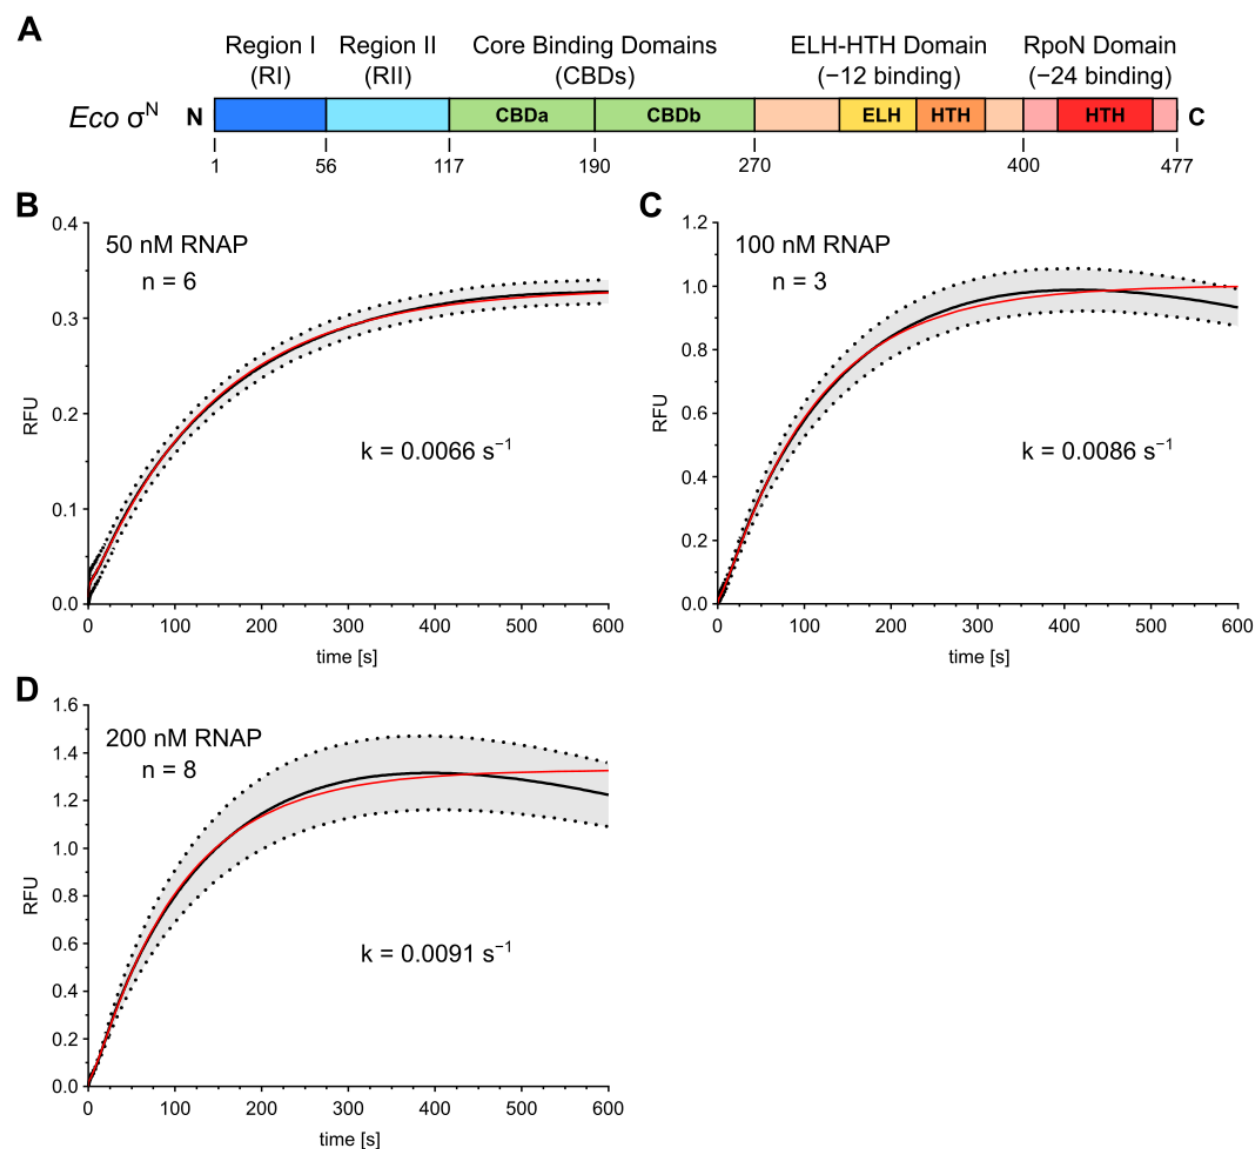 A
Region I
(RI)
Region II
(RII)
Core Binding Domains
(CBDs)
ELH-HTH Domain
(−12 binding)
RpoN Domain
(−24 binding)
Eco σᴺ
N
CBDa
CBDb
ELH
HTH
HTH
C
1
56
117
190
270
400
477
B
50 nM RNAP
n = 6
k = 0.0066 s⁻¹
RFU
0.4
0.3
0.2
0.1
0.0
0
100
200
300
400
500
600
time [s]
C
100 nM RNAP
n = 3
k = 0.0086 s⁻¹
RFU
1.2
1.0
0.8
0.6
0.4
0.2
0.0
0
100
200
300
400
500
600
time [s]
D
200 nM RNAP
n = 8
k = 0.0091 s⁻¹
RFU
1.6
1.4
1.2
1.0
0.8
0.6
0.4
0.2
0.0
0
100
200
300
400
500
600
time [s]